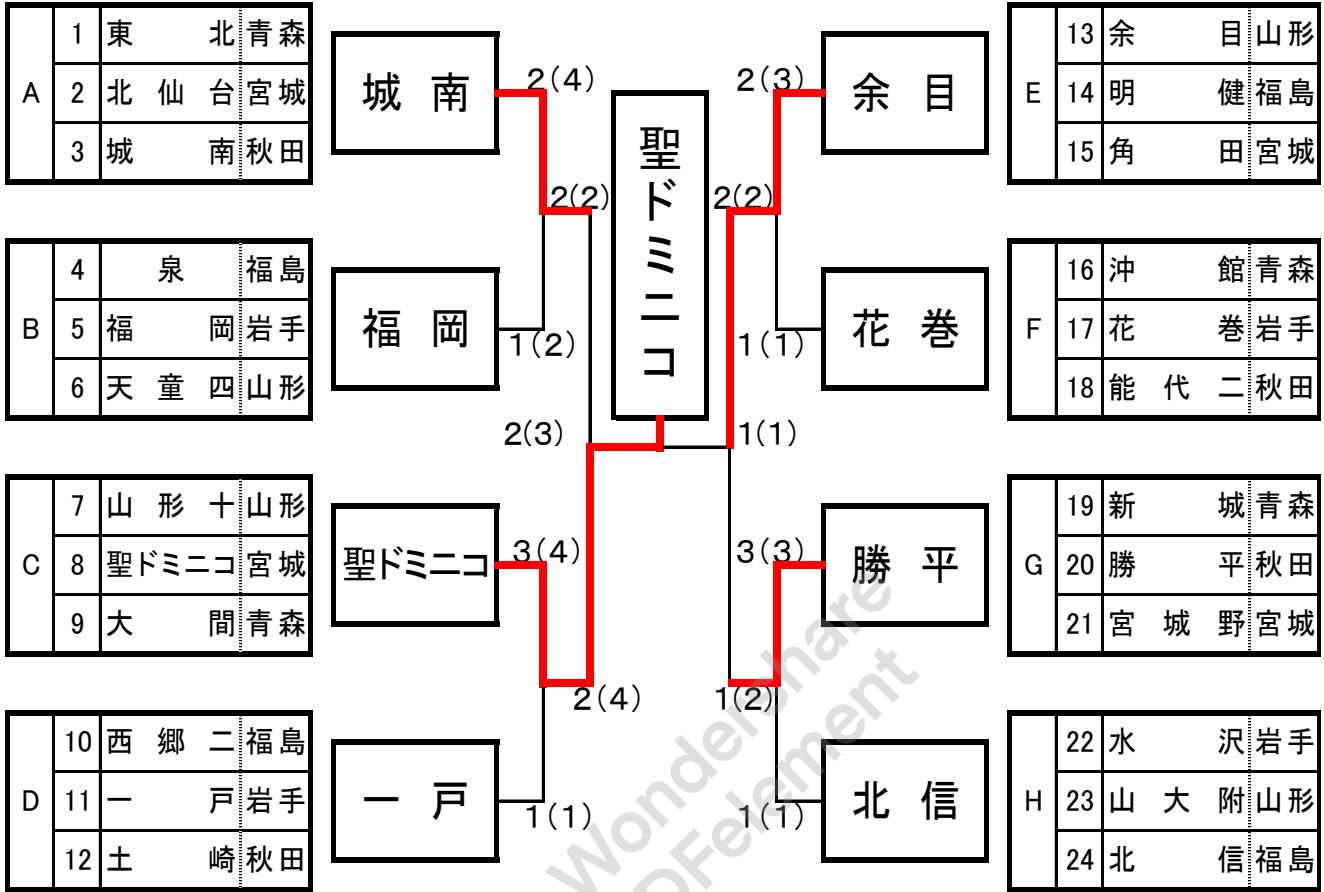 A
1 東 北 青森
2 北 仙 台 宮城
3 城 南 秋田
B
4 泉 福島
5 福 岡 岩手
6 天 童 四 山形
C
7 山 形 十 山形
8 聖ドミニコ 宮城
9 大 間 青森
D
10 西 郷 二 福島
11 一 戸 岩手
12 土 崎 秋田
城 南
福 岡
聖ドミニコ
一 戸
2(4)
2(2)
1(2)
2(3)
3(4)
2(4)
1(1)
聖ドミニコ
2(3)
2(2)
1(1)
1(1)
3(3)
1(2)
1(1)
余 目
花 巻
勝 平
北 信
E
13 余 目 山形
14 明 健 福島
15 角 田 宮城
F
16 沖 館 青森
17 花 巻 岩手
18 能 代 二 秋田
G
19 新 城 青森
20 勝 平 秋田
21 宮 城 野 宮城
H
22 水 沢 岩手
23 山 大 附 山形
24 北 信 福島
Wondershare
PDFelement